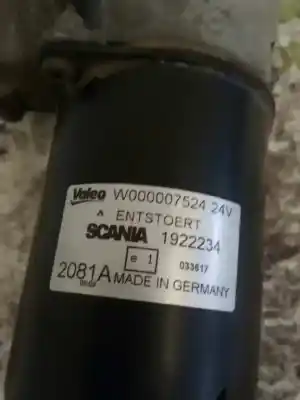 Valeo W000007524 24V
ENTSTOERT
SCANIA 1922234
e 1
033617
2081A MADE IN GERMANY